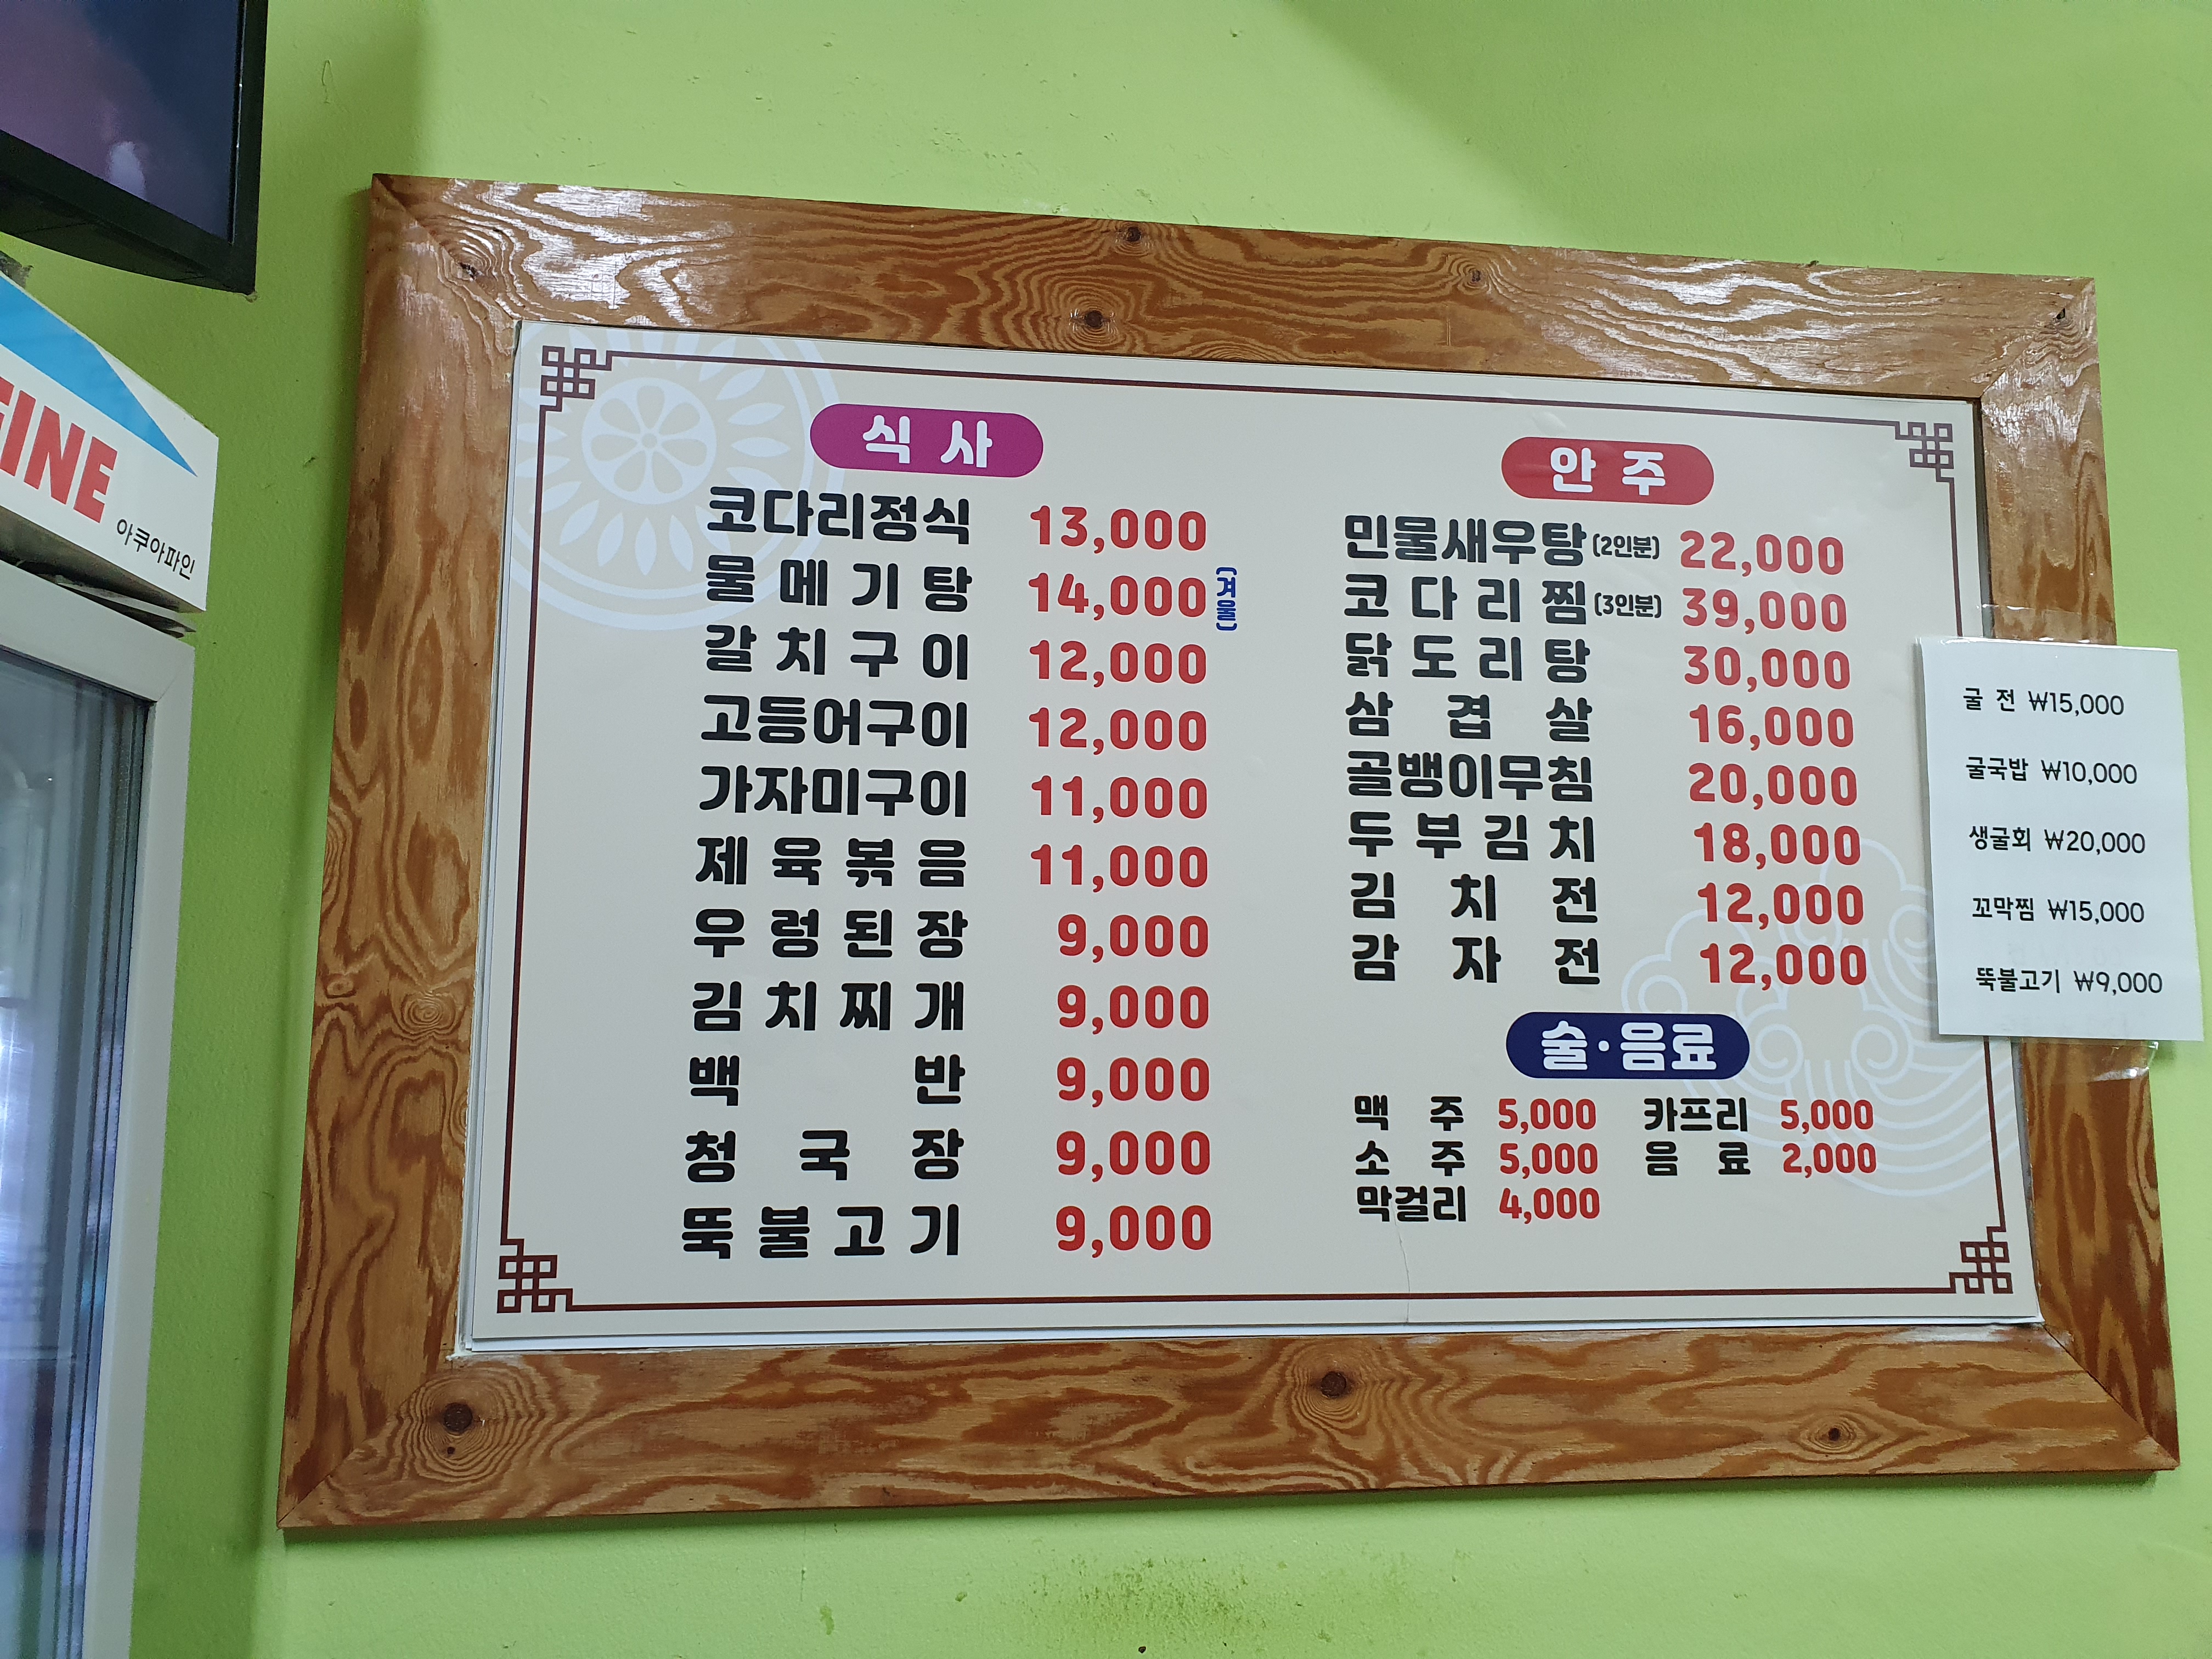 GINE
아쿠아파인
식 사
코다리정식 13,000
물메기탕 14,000 (겨울)
갈치구이 12,000
고등어구이 12,000
가자미구이 11,000
제육볶음 11,000
우렁된장 9,000
김치찌개 9,000
백반 9,000
청국장 9,000
뚝불고기 9,000
안 주
민물새우탕(2인분) 22,000
코다리찜(3인분) 39,000
닭도리탕 30,000
삼겹살 16,000
골뱅이무침 20,000
두부김치 18,000
김치전 12,000
감자전 12,000
술·음료
맥주 5,000 카프리 5,000
소주 5,000 음료 2,000
막걸리 4,000
굴 전 ₩15,000
굴국밥 ₩10,000
생굴회 ₩20,000
꼬막찜 ₩15,000
뚝불고기 ₩9,000